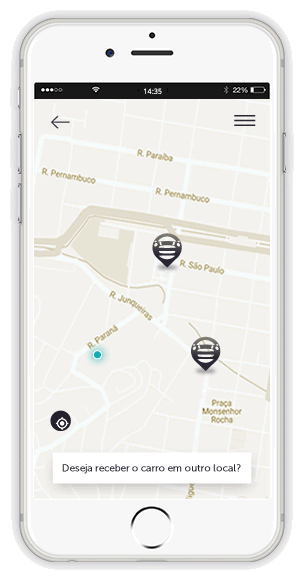 14:35
22%
R. Paraíba
R. Pernambuco
R. Pernambuco
R. São Paulo
R. Junqueiras
R. Paraná
Praça
Monsenhor
Rocha
Deseja receber o carro em outro local?